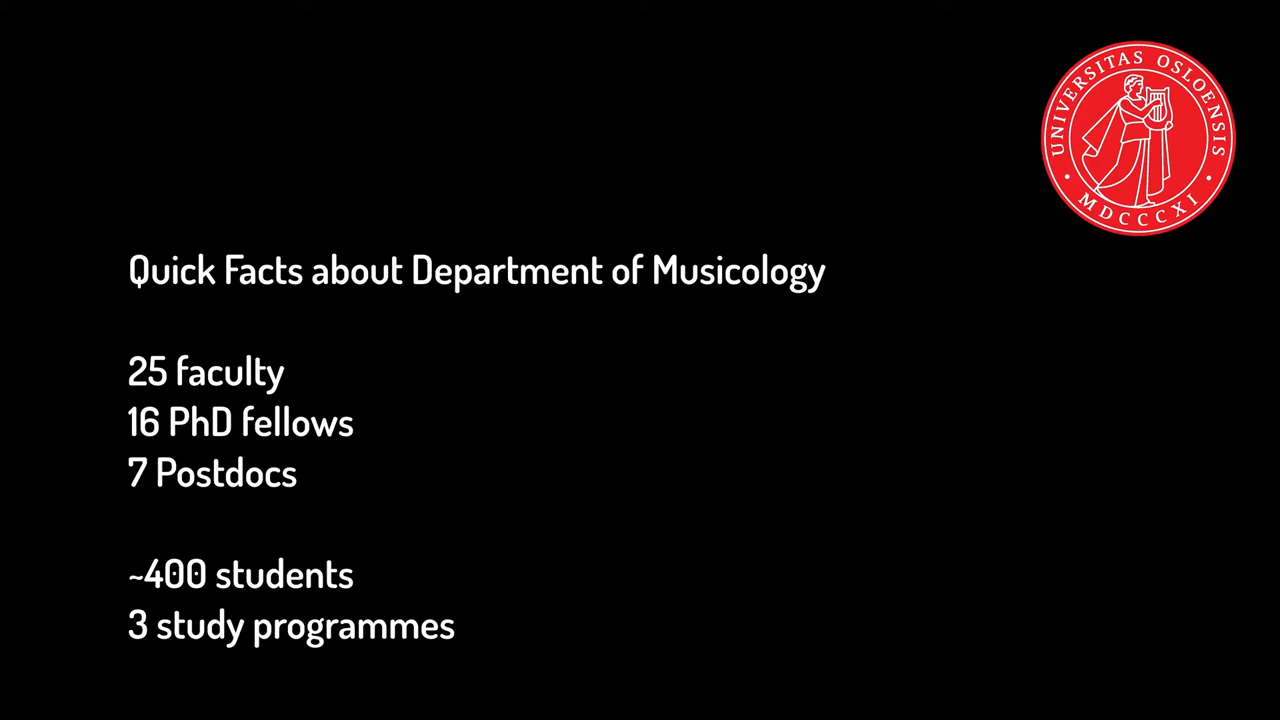 UNIVERSITAS OSLOENSIS
MDCCCXI
Quick Facts about Department of Musicology
25 faculty
16 PhD fellows
7 Postdocs
~400 students
3 study programmes